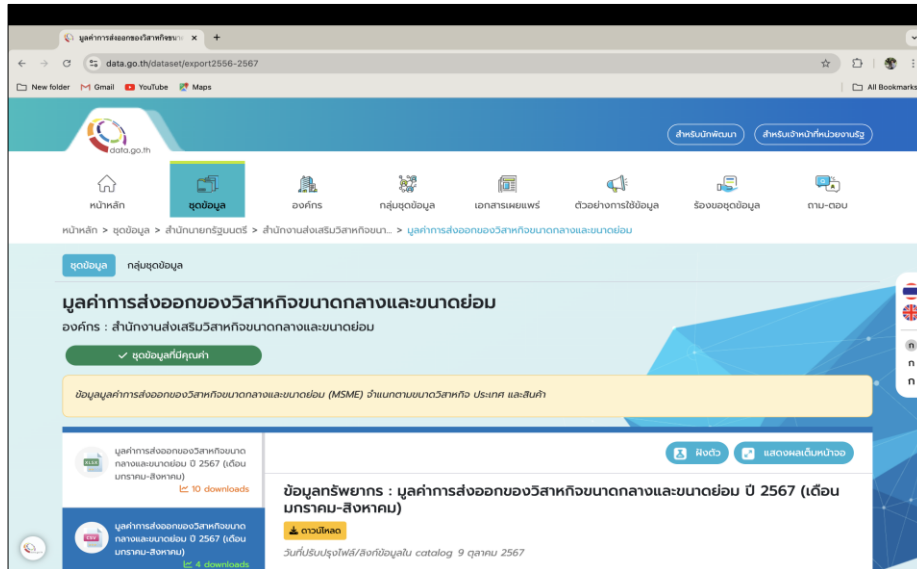 มูลค่าการส่งออกของวิสาหกิจขนา
data.go.th/dataset/export2556-2567
New folder
Gmail
YouTube
Maps
All Bookmarks
data.go.th
สำหรับนักพัฒนา
สำหรับเจ้าหน้าที่หน่วยงานรัฐ
หน้าหลัก
ชุดข้อมูล
องค์กร
กลุ่มชุดข้อมูล
เอกสารเผยแพร่
ตัวอย่างการใช้ข้อมูล
ร้องขอชุดข้อมูล
ถาม-ตอบ
หน้าหลัก > ชุดข้อมูล > สำนักนายกรัฐมนตรี > สำนักงานส่งเสริมวิสาหกิจขนา... > มูลค่าการส่งออกของวิสาหกิจขนาดกลางและขนาดย่อม
ชุดข้อมูล
กลุ่มชุดข้อมูล
มูลค่าการส่งออกของวิสาหกิจขนาดกลางและขนาดย่อม
องค์กร : สำนักงานส่งเสริมวิสาหกิจขนาดกลางและขนาดย่อม
ชุดข้อมูลที่มีคุณค่า
ข้อมูลมูลค่าการส่งออกของวิสาหกิจขนาดกลางและขนาดย่อม (MSME) จำแนกตามขนาดวิสาหกิจ ประเทศ และสินค้า
ก
ก
ก
XLSX
มูลค่าการส่งออกของวิสาหกิจขนาด
กลางและขนาดย่อม ปี 2567 (เดือน
มกราคม-สิงหาคม)
10 downloads
CSV
มูลค่าการส่งออกของวิสาหกิจขนาด
กลางและขนาดย่อม ปี 2567 (เดือน
มกราคม-สิงหาคม)
4 downloads
ฝังตัว
แสดงผลเต็มหน้าจอ
ข้อมูลทรัพยากร : มูลค่าการส่งออกของวิสาหกิจขนาดกลางและขนาดย่อม ปี 2567 (เดือน
มกราคม-สิงหาคม)
ดาวน์โหลด
วันที่ปรับปรุงไฟล์/ลิงก์ข้อมูลใน catalog 9 ตุลาคม 2567